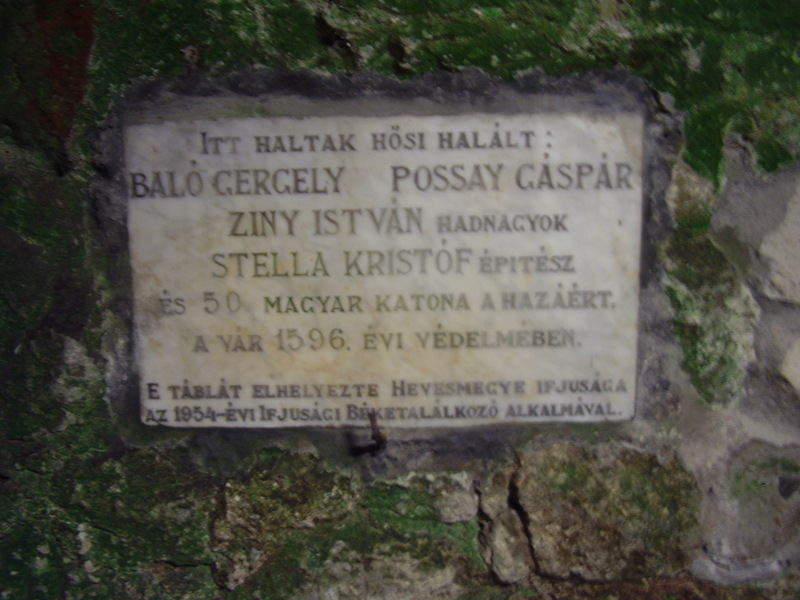 ITT HALTAK HŐSI HALÁLT:
BALÓ GERGELY POSSAY GÁSPÁR
ZINY ISTVÁN HADNAGYOK
STELLA KRISTÓF ÉPITÉSZ
ÉS 50 MAGYAR KATONA A HAZÁÉRT.
A VÁR 1596. ÉVI VÉDELMÉBEN.
E TÁBLÁT ELHELYEZTE HEVESMEGYE IFJUSÁGA
AZ 1954-ÉVI IFJUSÁGI BÉKETALÁLKOZÓ ALKALMÁVAL.